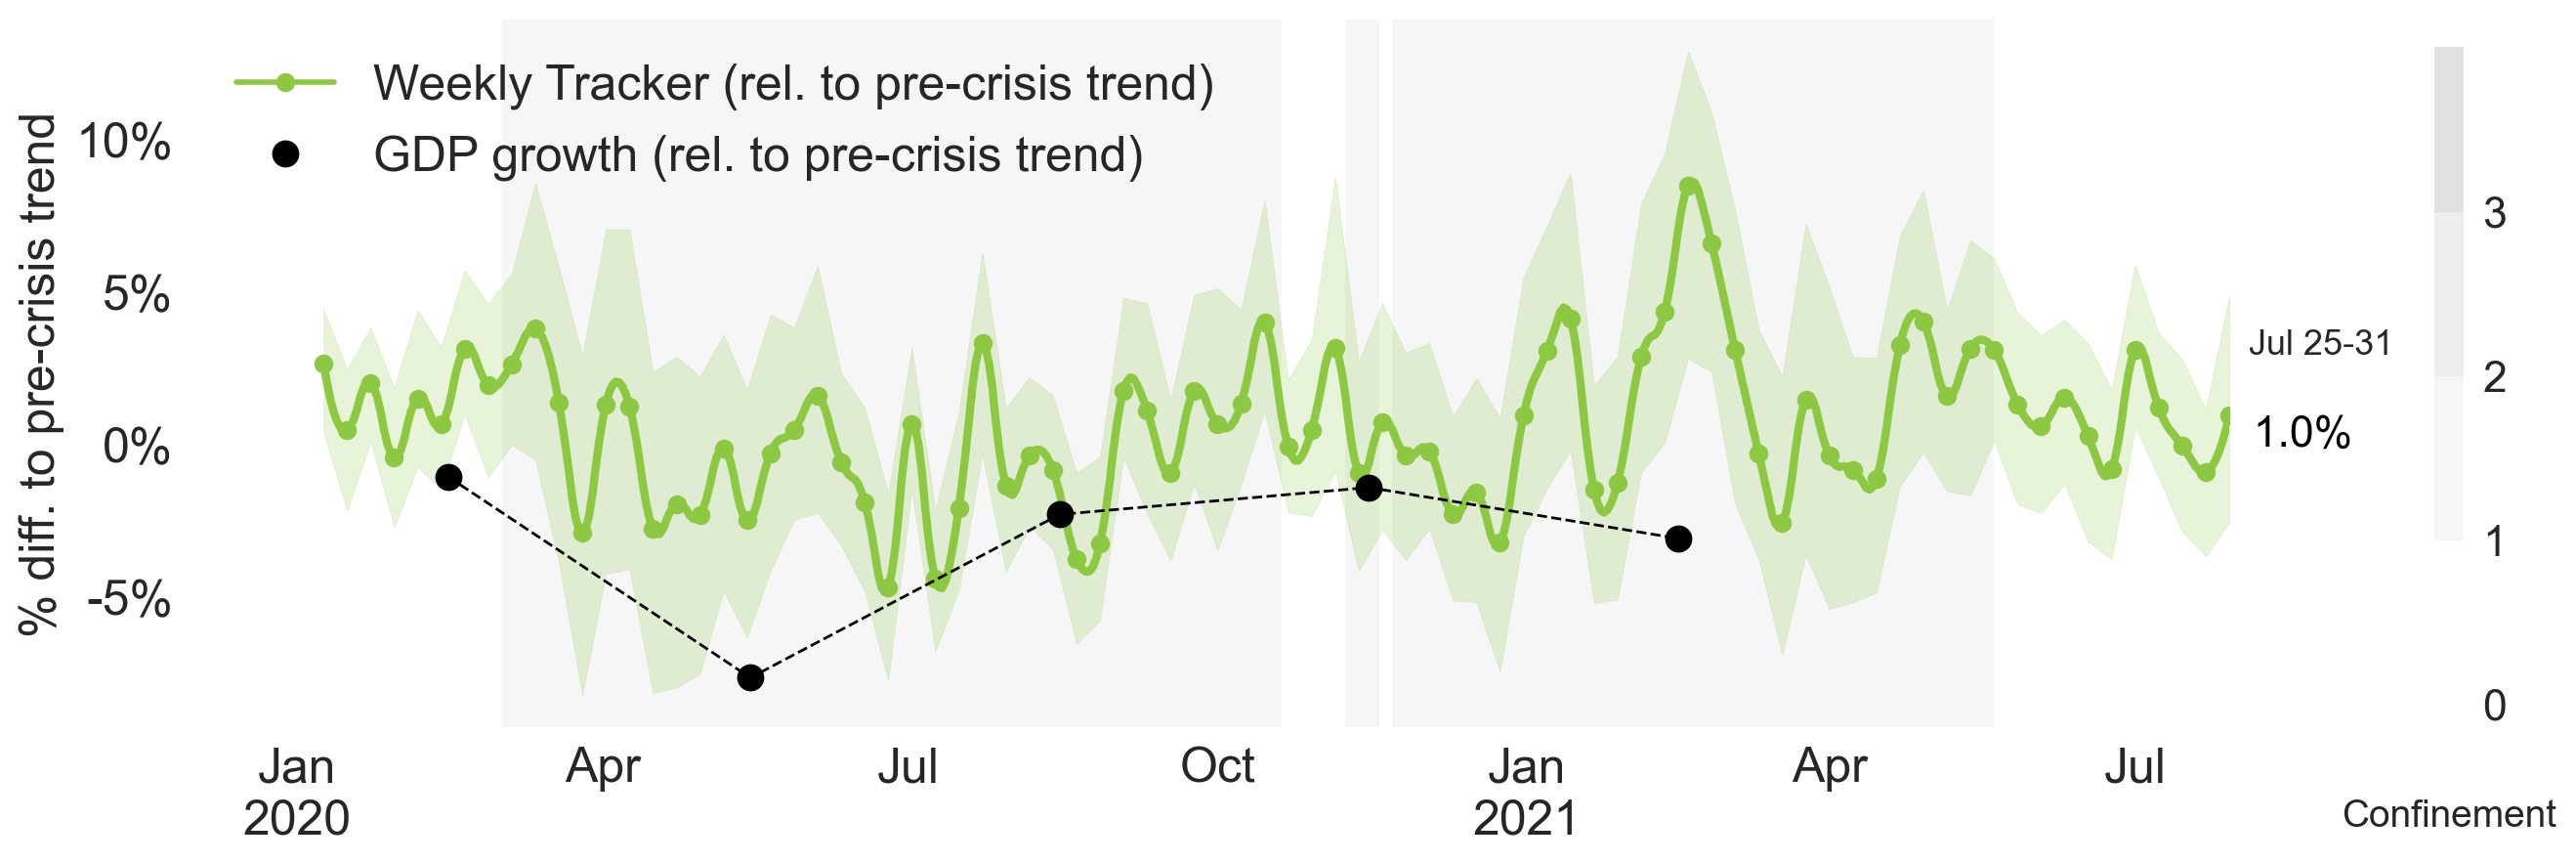 Weekly Tracker (rel. to pre-crisis trend)
GDP growth (rel. to pre-crisis trend)
% diff. to pre-crisis trend
10%
5%
0%
-5%
Jan
2020
Apr
Jul
Oct
Jan
2021
Apr
Jul
Jul 25-31
1.0%
3
2
1
0
Confinement